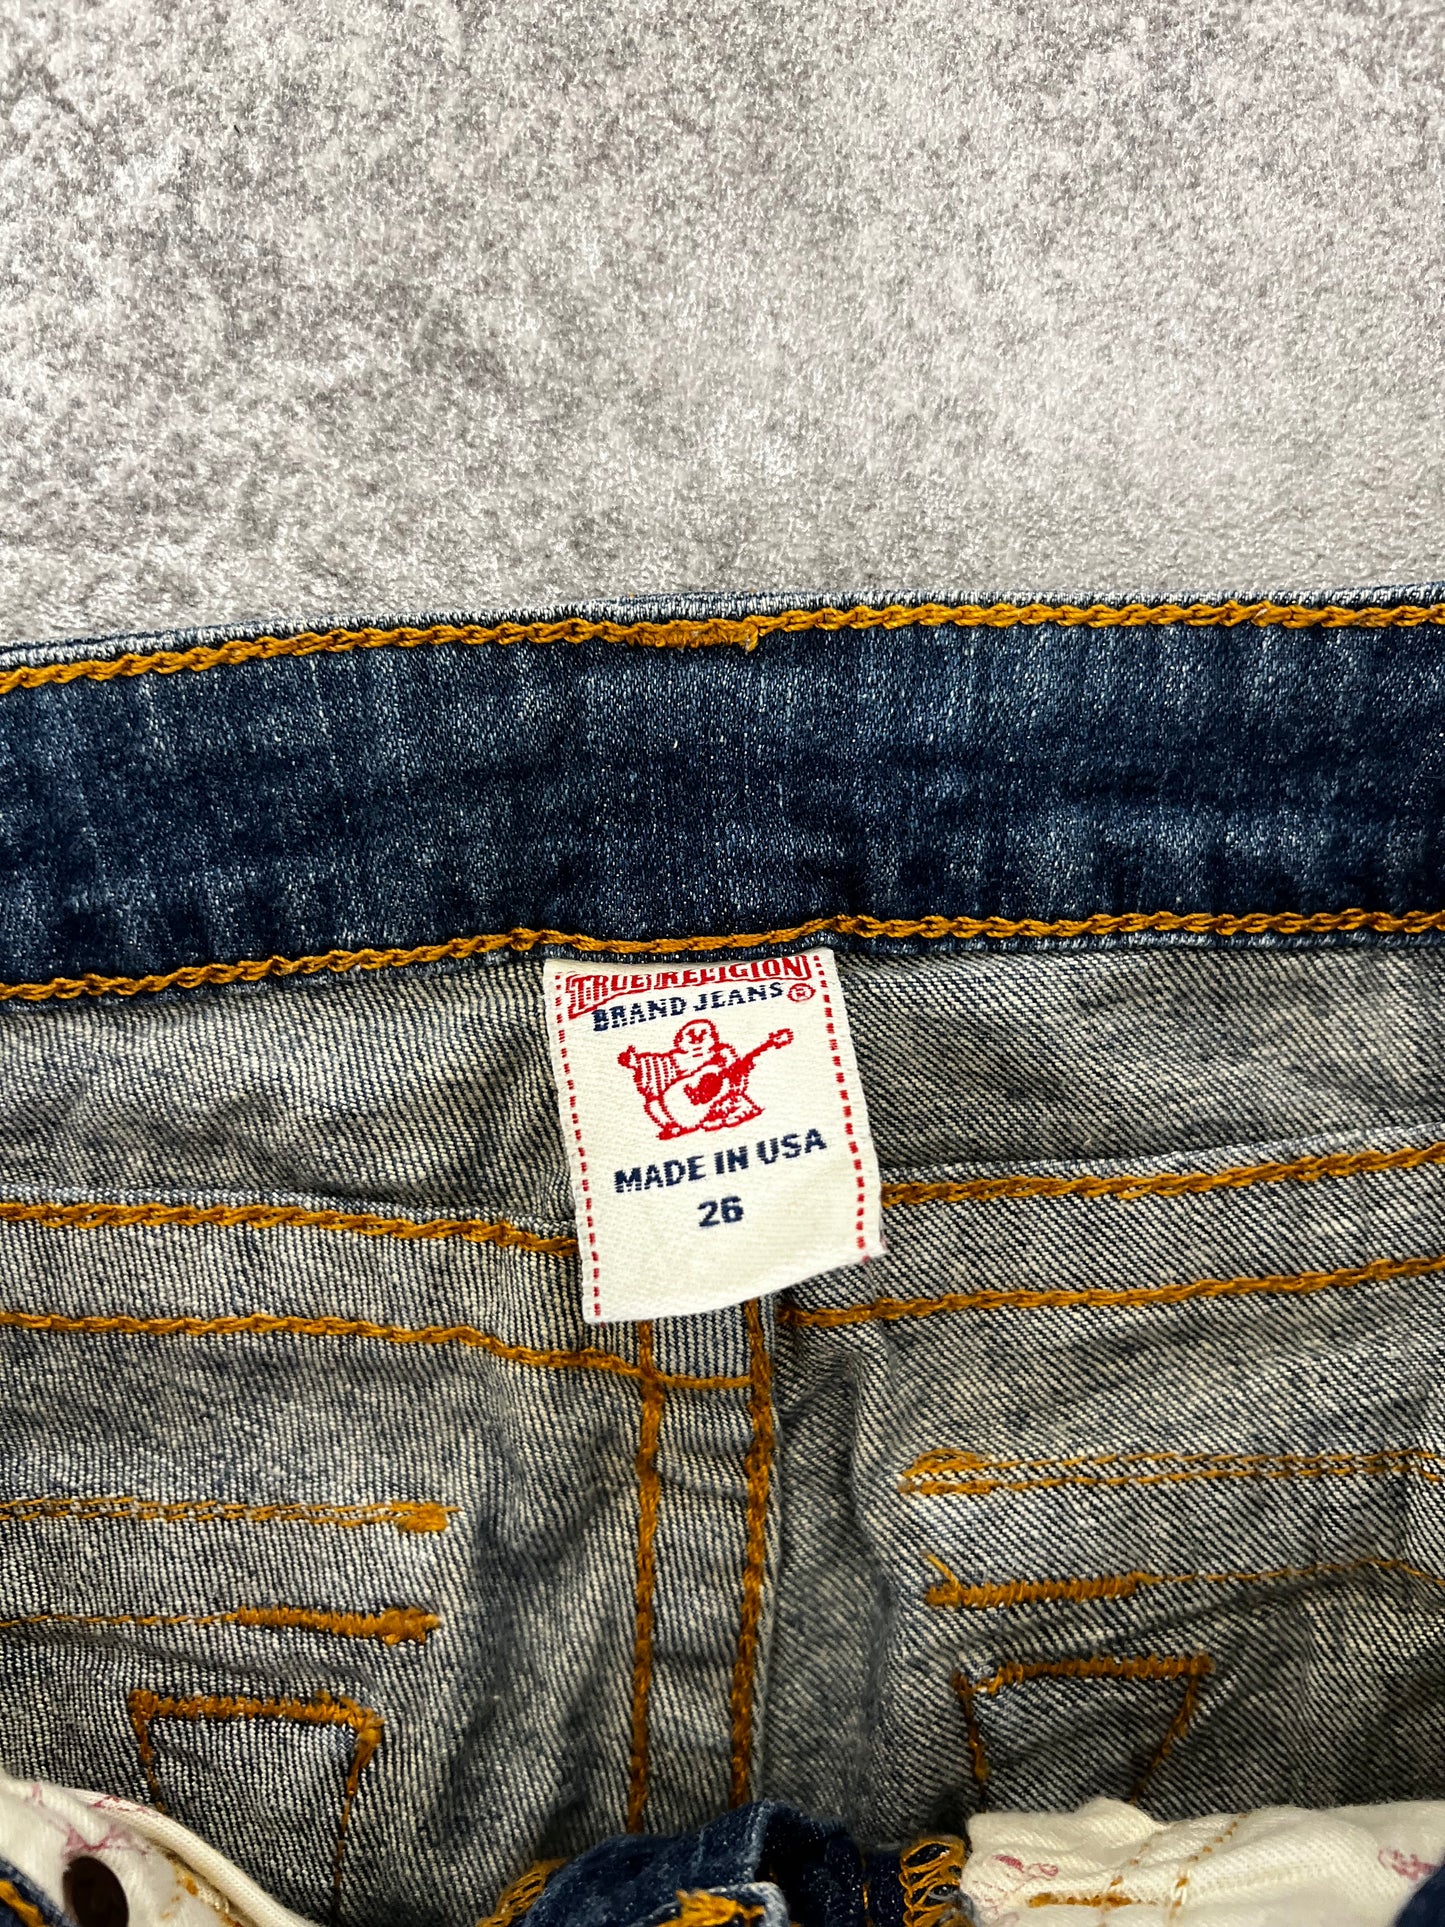 TRUE RELIGION
BRAND JEANS ®
MADE IN USA
26